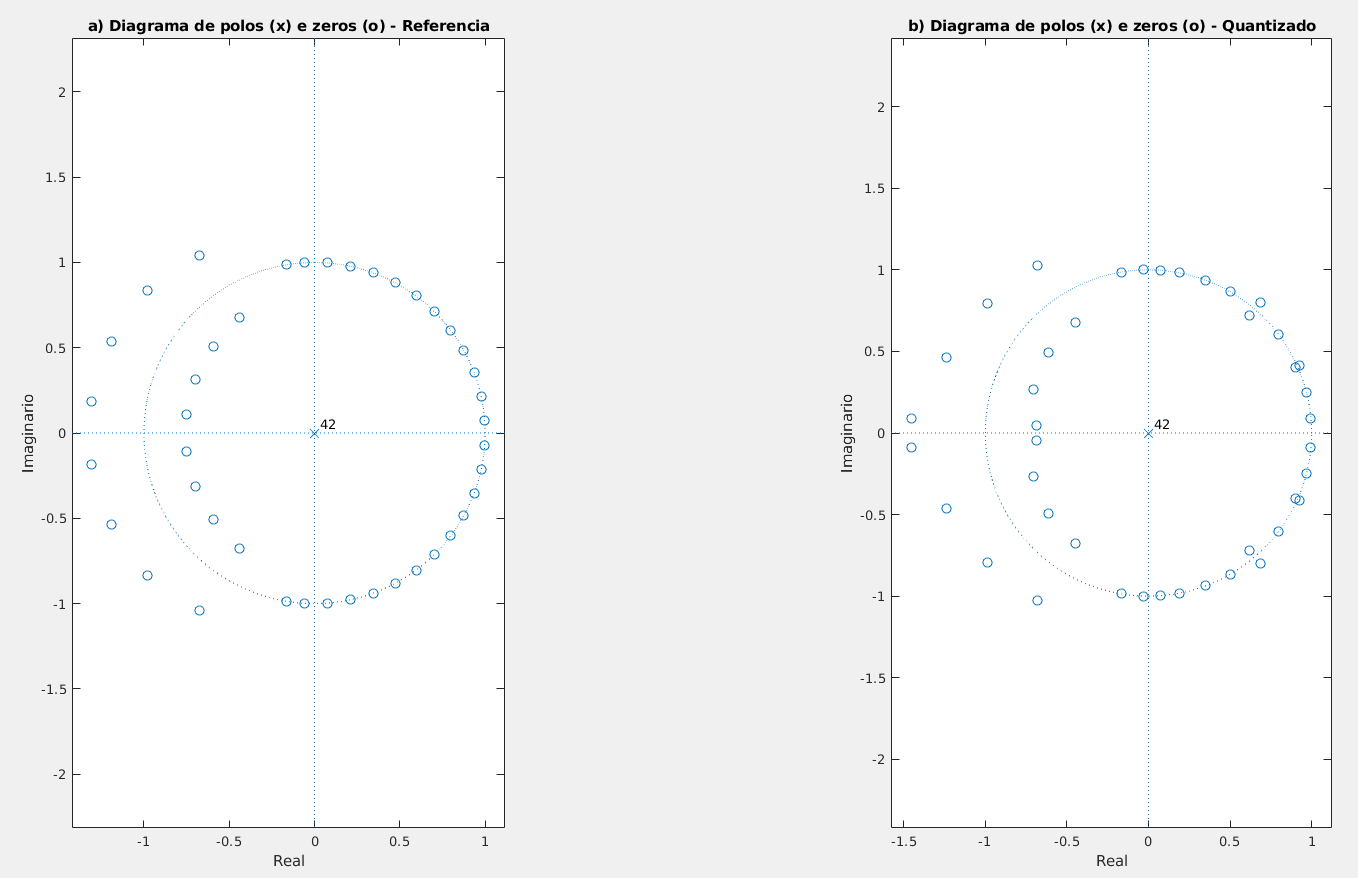 a) Diagrama de polos (x) e zeros (o) - Referencia
2
1.5
1
0.5
0
-0.5
-1
-1.5
-2
Imaginario
42
-1 -0.5 0 0.5 1
Real
b) Diagrama de polos (x) e zeros (o) - Quantizado
2
1.5
1
0.5
0
-0.5
-1
-1.5
-2
Imaginario
42
-1.5 -1 -0.5 0 0.5 1
Real